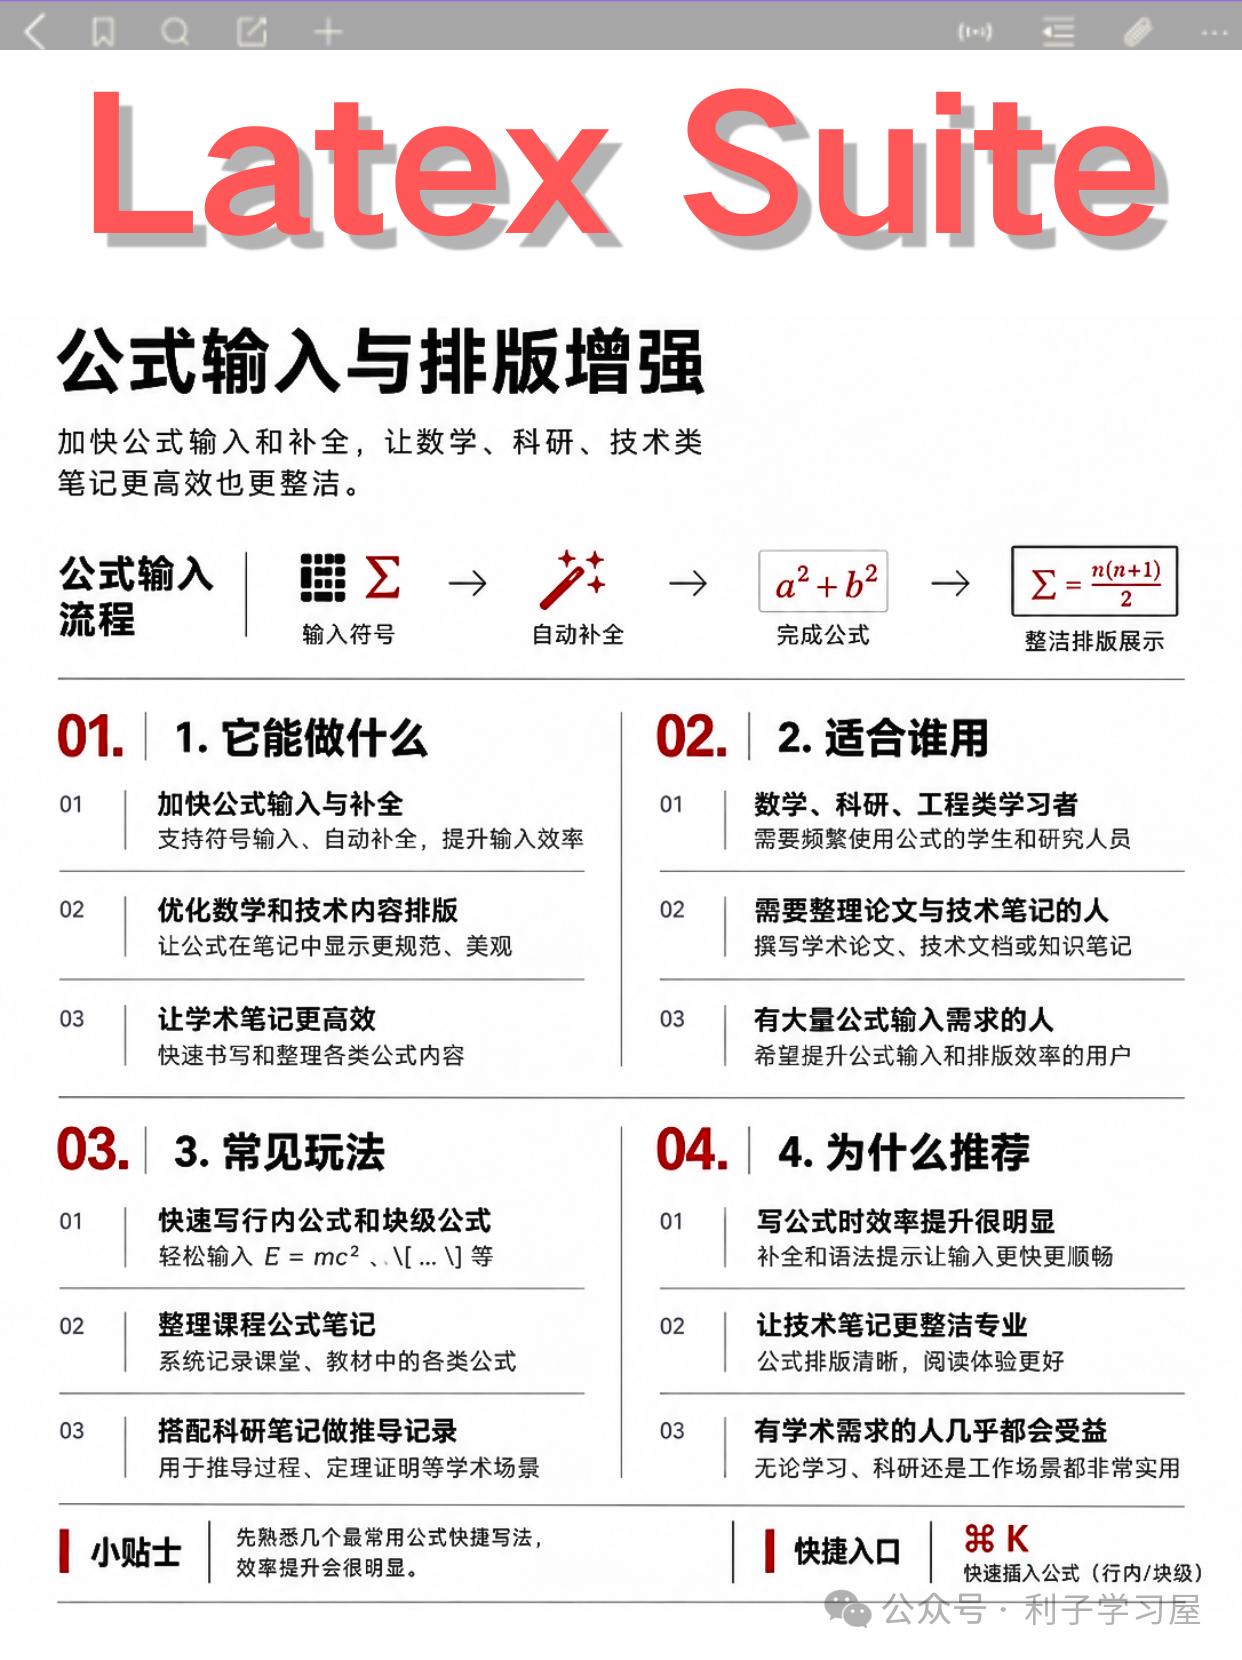 Latex Suite
公式输入与排版增强
加快公式输入和补全，让数学、科研、技术类
笔记更高效也更整洁。
公式输入
流程
Σ
输入符号
自动补全
a² + b²
完成公式
Σ = n(n+1)/2
整洁排版展示
01. 1. 它能做什么
01 加快公式输入与补全
支持符号输入、自动补全，提升输入效率
02 优化数学和技术内容排版
让公式在笔记中显示更规范、美观
03 让学术笔记更高效
快速书写和整理各类公式内容
02. 2. 适合谁用
01 数学、科研、工程类学习者
需要频繁使用公式的学生和研究人员
02 需要整理论文与技术笔记的人
撰写学术论文、技术文档或知识笔记
03 有大量公式输入需求的人
希望提升公式输入和排版效率的用户
03. 3. 常见玩法
01 快速写行内公式和块级公式
轻松输入 E = mc² 、\[ ... \] 等
02 整理课程公式笔记
系统记录课堂、教材中的各类公式
03 搭配科研笔记做推导记录
用于推导过程、定理证明等学术场景
04. 4. 为什么推荐
01 写公式时效率提升很明显
补全和语法提示让输入更快更顺畅
02 让技术笔记更整洁专业
公式排版清晰，阅读体验更好
03 有学术需求的人几乎都会受益
无论学习、科研还是工作场景都非常实用
小贴士
先熟悉几个最常用公式快捷写法，
效率提升会很明显。
快捷入口
⌘ K
快速插入公式（行内/块级）
公众号 · 利子学习屋